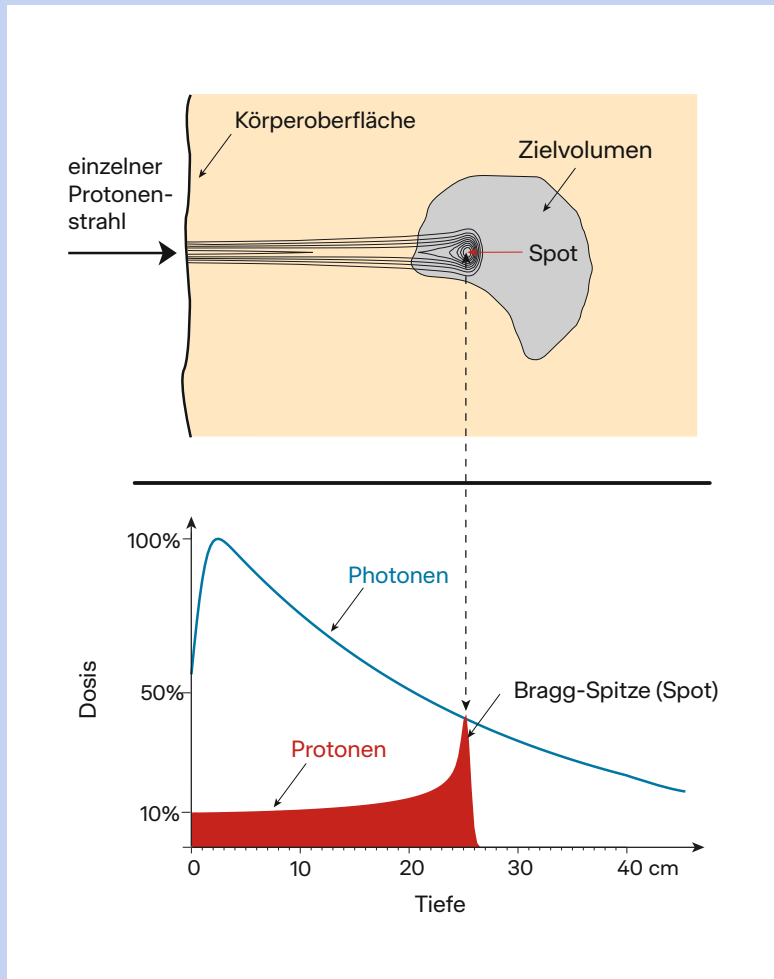 Körperoberfläche
Zielvolumen
einzelner
Protonen-
strahl
Spot
100%
Photonen
50%
Bragg-Spitze (Spot)
Dosis
Protonen
10%
0 10 20 30 40 cm
Tiefe